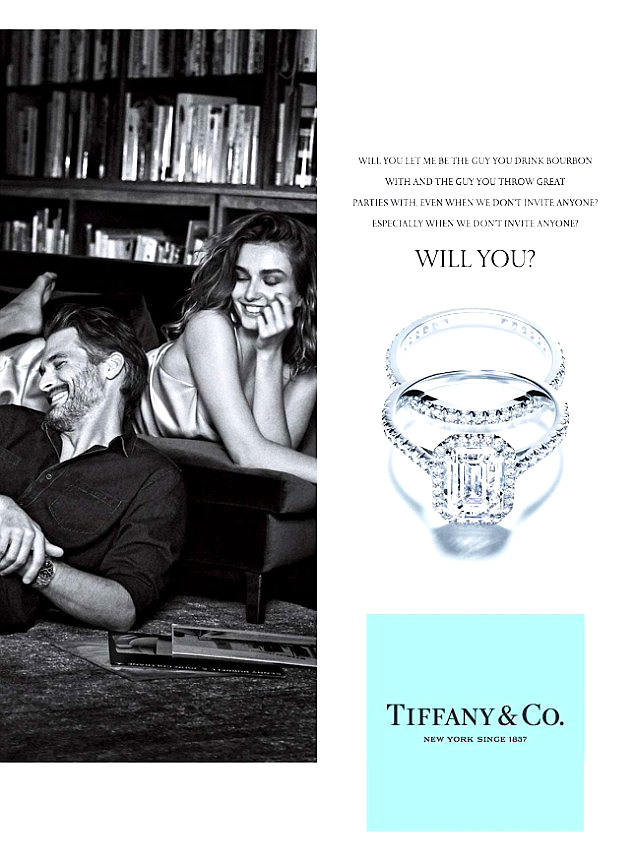 WILL YOU LET ME BE THE GUY YOU DRINK BOURBON
WITH AND THE GUY YOU THROW GREAT
PARTIES WITH, EVEN WHEN WE DON'T INVITE ANYONE?
ESPECIALLY WHEN WE DON'T INVITE ANYONE?
WILL YOU?
TIFFANY & CO.
NEW YORK SINCE 1837